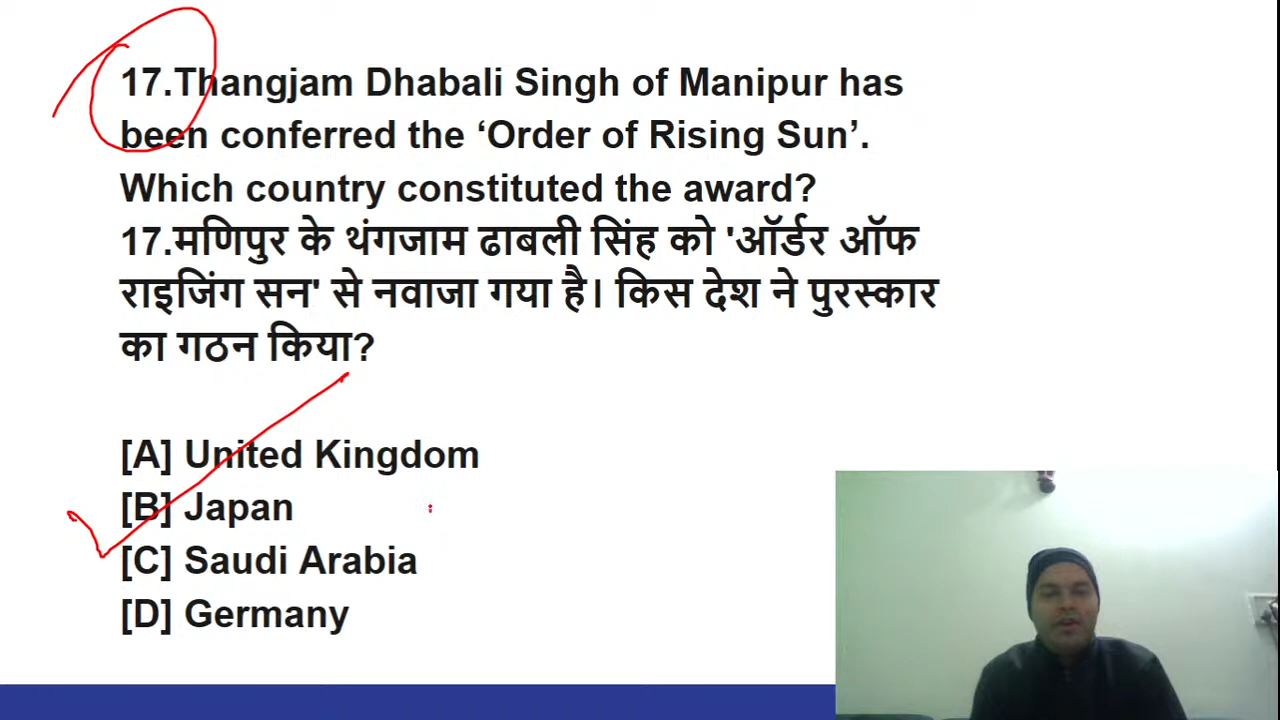 17.Thangjam Dhabali Singh of Manipur has
been conferred the ‘Order of Rising Sun’.
Which country constituted the award?
17.मणिपुर के थंगजाम ढाबली सिंह को 'ऑर्डर ऑफ
राइजिंग सन' से नवाजा गया है। किस देश ने पुरस्कार
का गठन किया?
[A] United Kingdom
[B] Japan
[C] Saudi Arabia
[D] Germany